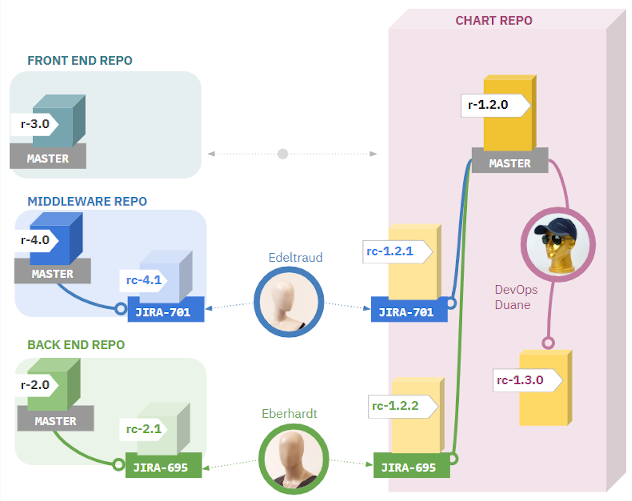 CHART REPO
FRONT END REPO
r-3.0
MASTER
r-1.2.0
MASTER
MIDDLEWARE REPO
r-4.0
MASTER
rc-4.1
JIRA-701
Edeltraud
rc-1.2.1
JIRA-701
DevOps
Duane
BACK END REPO
r-2.0
MASTER
rc-2.1
JIRA-695
Eberhardt
rc-1.2.2
JIRA-695
rc-1.3.0